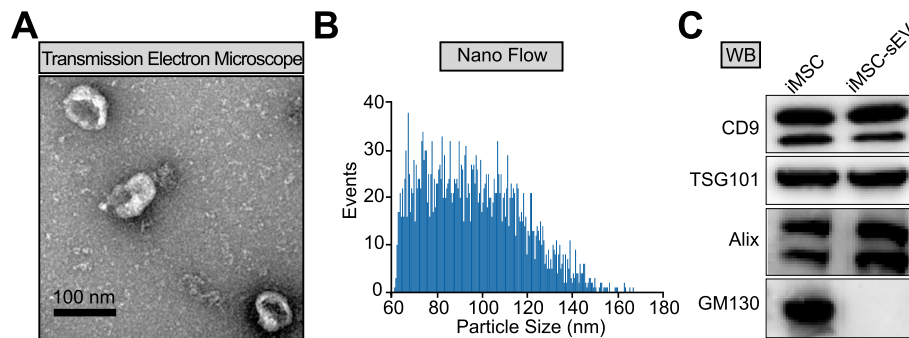 A
Transmission Electron Microscope
100 nm
B
Nano Flow
Events
40
30
20
10
0
60 80 100 120 140 160 180
Particle Size (nm)
C
WB
iMSC
iMSC-sEV
CD9
TSG101
Alix
GM130